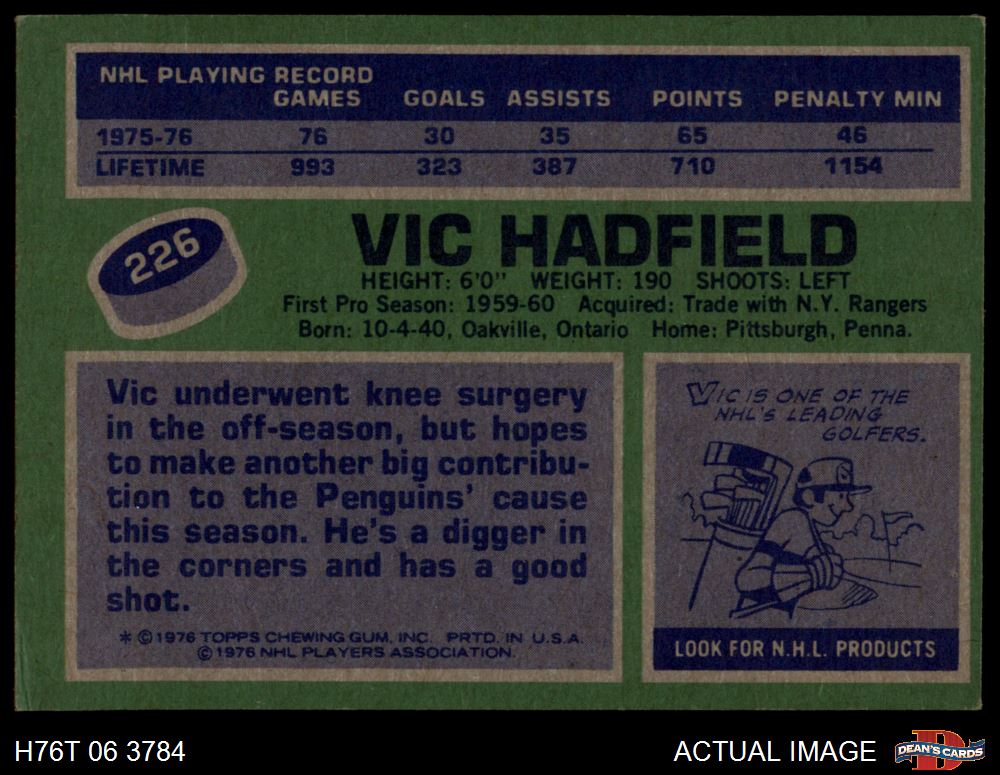 NHL PLAYING RECORD
GAMES GOALS ASSISTS POINTS PENALTY MIN
1975-76 76 30 35 65 46
LIFETIME 993 323 387 710 1154
226
VIC HADFIELD
HEIGHT: 6'0" WEIGHT: 190 SHOOTS: LEFT
First Pro Season: 1959-60 Acquired: Trade with N.Y. Rangers
Born: 10-4-40, Oakville, Ontario Home: Pittsburgh, Penna.
Vic underwent knee surgery
in the off-season, but hopes
to make another big contribu-
tion to the Penguins' cause
this season. He's a digger in
the corners and has a good
shot.
* © 1976 TOPPS CHEWING GUM, INC. PRTD. IN U.S.A.
© 1976 NHL PLAYERS ASSOCIATION.
VIC IS ONE OF THE
NHL'S LEADING
GOLFERS.
LOOK FOR N.H.L. PRODUCTS
H76T 06 3784
ACTUAL IMAGE
D
DEAN'S CARDS